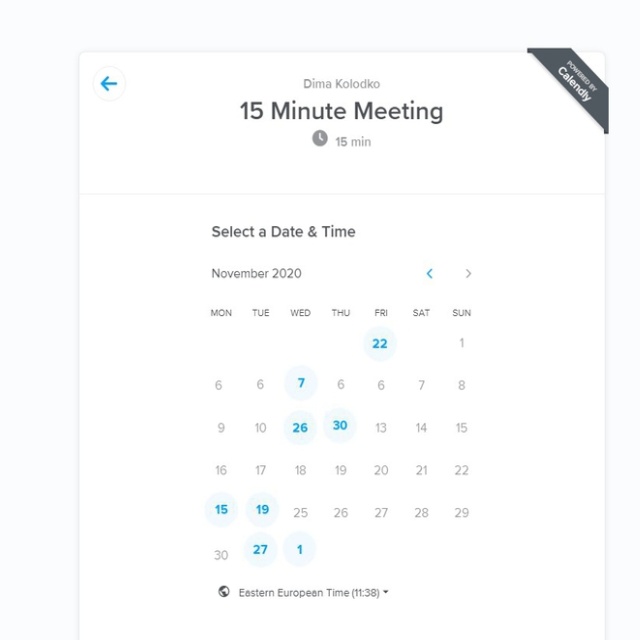 Dima Kolodko
15 Minute Meeting
15 min
POWERED BY
Calendly
Select a Date & Time
November 2020
MON TUE WED THU FRI SAT SUN
22 1
6 6 7 6 6 7 8
9 10 26 30 13 14 15
16 17 18 19 20 21 22
15 19 25 26 27 28 29
30 27 1
Eastern European Time (11:38)